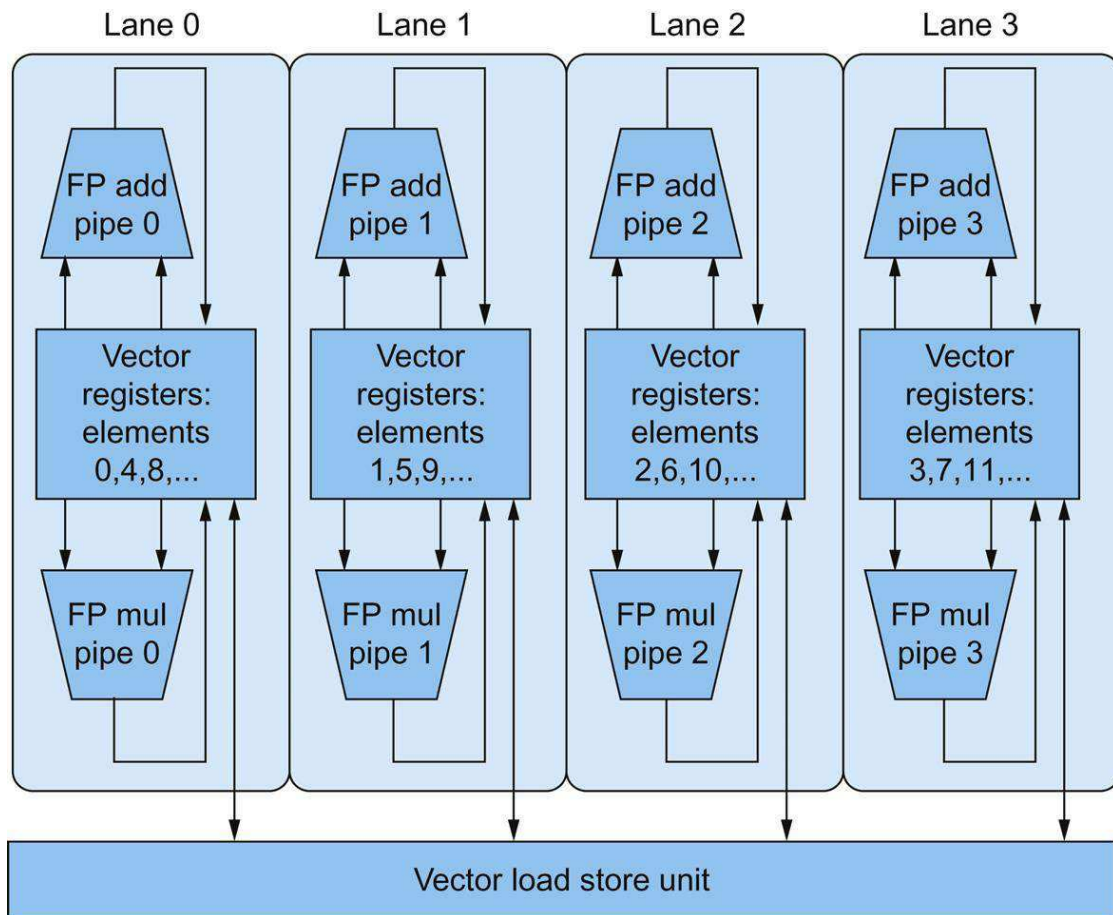 Lane 0
Lane 1
Lane 2
Lane 3
FP add
pipe 0
FP add
pipe 1
FP add
pipe 2
FP add
pipe 3
Vector
registers:
elements
0,4,8,...
Vector
registers:
elements
1,5,9,...
Vector
registers:
elements
2,6,10,...
Vector
registers:
elements
3,7,11,...
FP mul
pipe 0
FP mul
pipe 1
FP mul
pipe 2
FP mul
pipe 3
Vector load store unit